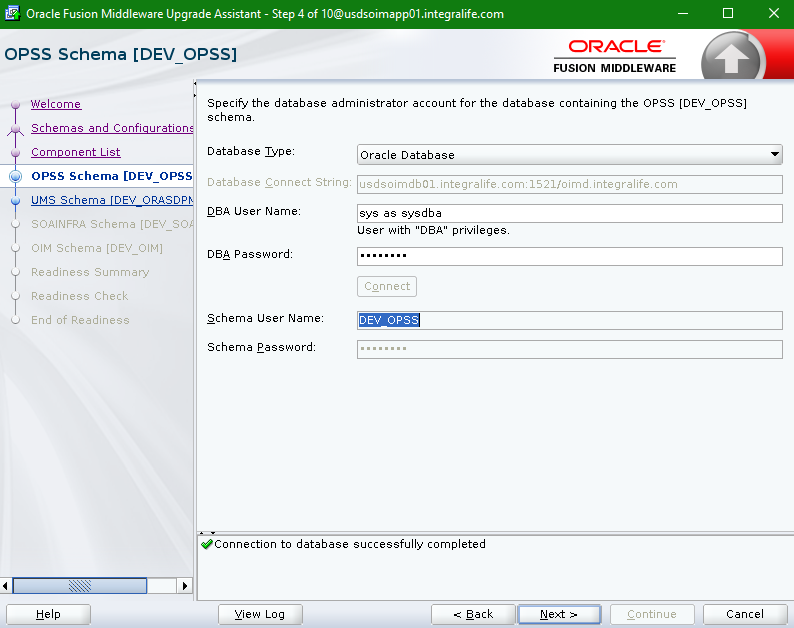 Oracle Fusion Middleware Upgrade Assistant - Step 4 of 10@usdsoimapp01.integralife.com
OPSS Schema [DEV_OPSS]
ORACLE®
FUSION MIDDLEWARE
Welcome
Schemas and Configurations
Component List
OPSS Schema [DEV_OPSS
UMS Schema [DEV_ORASDPM
SOAINFRA Schema [DEV_SOA
OIM Schema [DEV_OIM]
Readiness Summary
Readiness Check
End of Readiness
Specify the database administrator account for the database containing the OPSS [DEV_OPSS]
schema.
Database Type:
Oracle Database
Database Connect String:
usdsoimdb01.integralife.com:1521/oimd.integralife.com
DBA User Name:
sys as sysdba
User with "DBA" privileges.
DBA Password:
••••••••
Connect
Schema User Name:
DEV_OPSS
Schema Password:
••••••••
Connection to database successfully completed
Help
View Log
< Back
Next >
Continue
Cancel